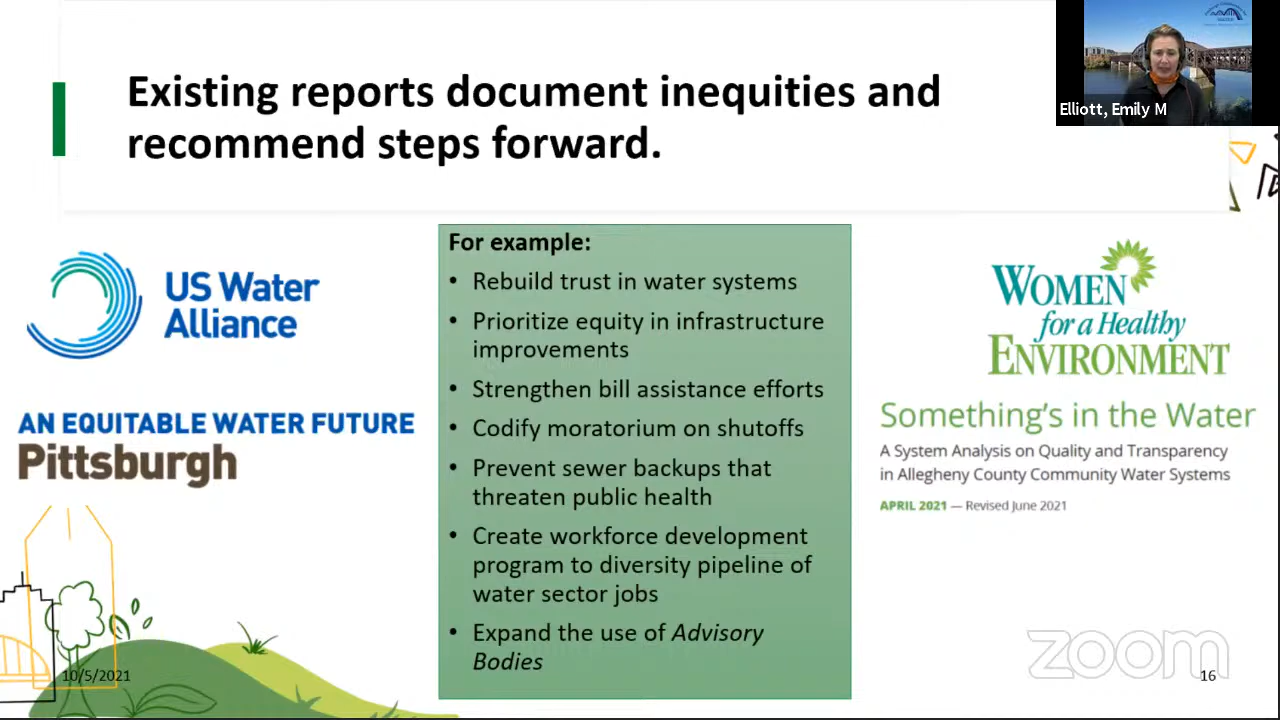 Existing reports document inequities and
recommend steps forward.
Elliott, Emily M
US Water
Alliance
AN EQUITABLE WATER FUTURE
Pittsburgh
For example:
• Rebuild trust in water systems
• Prioritize equity in infrastructure
improvements
• Strengthen bill assistance efforts
• Codify moratorium on shutoffs
• Prevent sewer backups that
threaten public health
• Create workforce development
program to diversity pipeline of
water sector jobs
• Expand the use of Advisory
Bodies
WOMEN
for a Healthy
ENVIRONMENT
Something's in the Water
A System Analysis on Quality and Transparency
in Allegheny County Community Water Systems
APRIL 2021 — Revised June 2021
zoom
10/5/2021
16